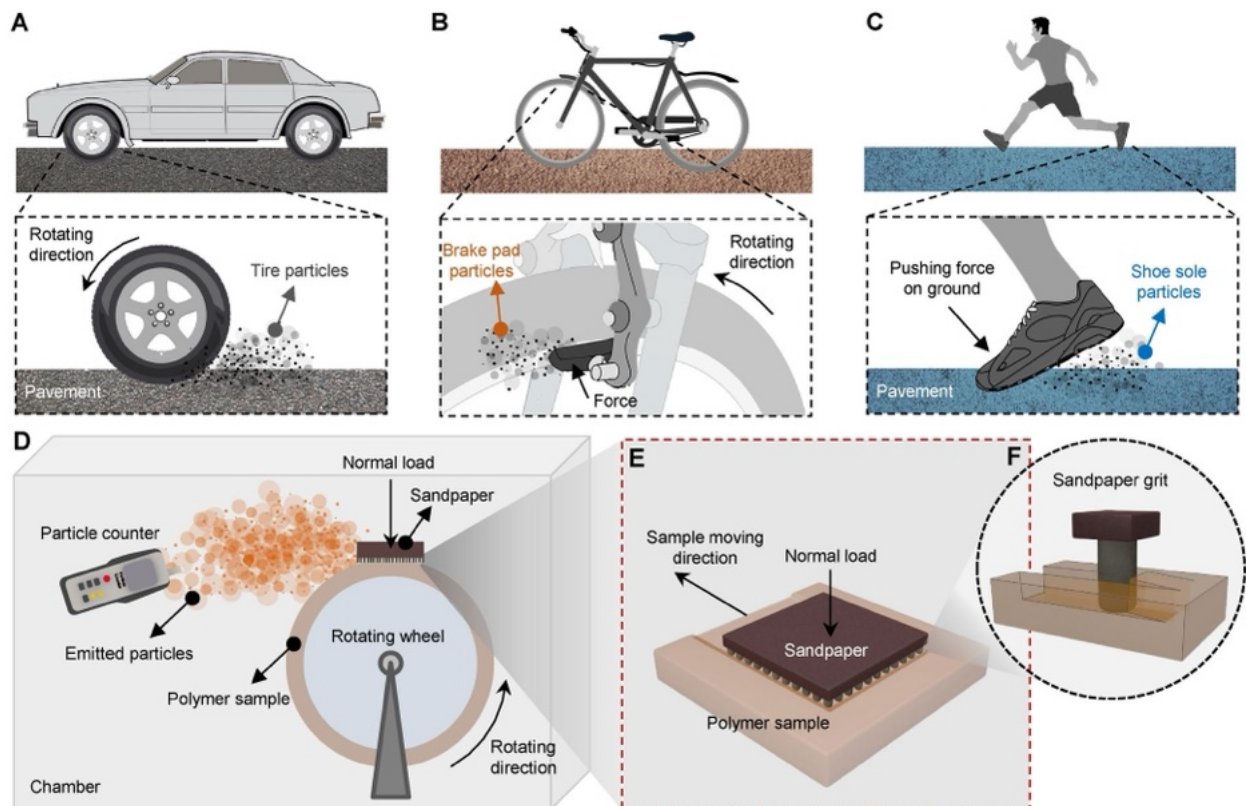 A
B
C
Rotating
direction
Tire particles
Pavement
Brake pad
particles
Rotating
direction
Force
Pushing force
on ground
Shoe sole
particles
Pavement
D
Normal load
Sandpaper
Particle counter
Emitted particles
Rotating wheel
Polymer sample
Rotating
direction
Chamber
E
Sample moving
direction
Normal load
Sandpaper
Polymer sample
F
Sandpaper grit